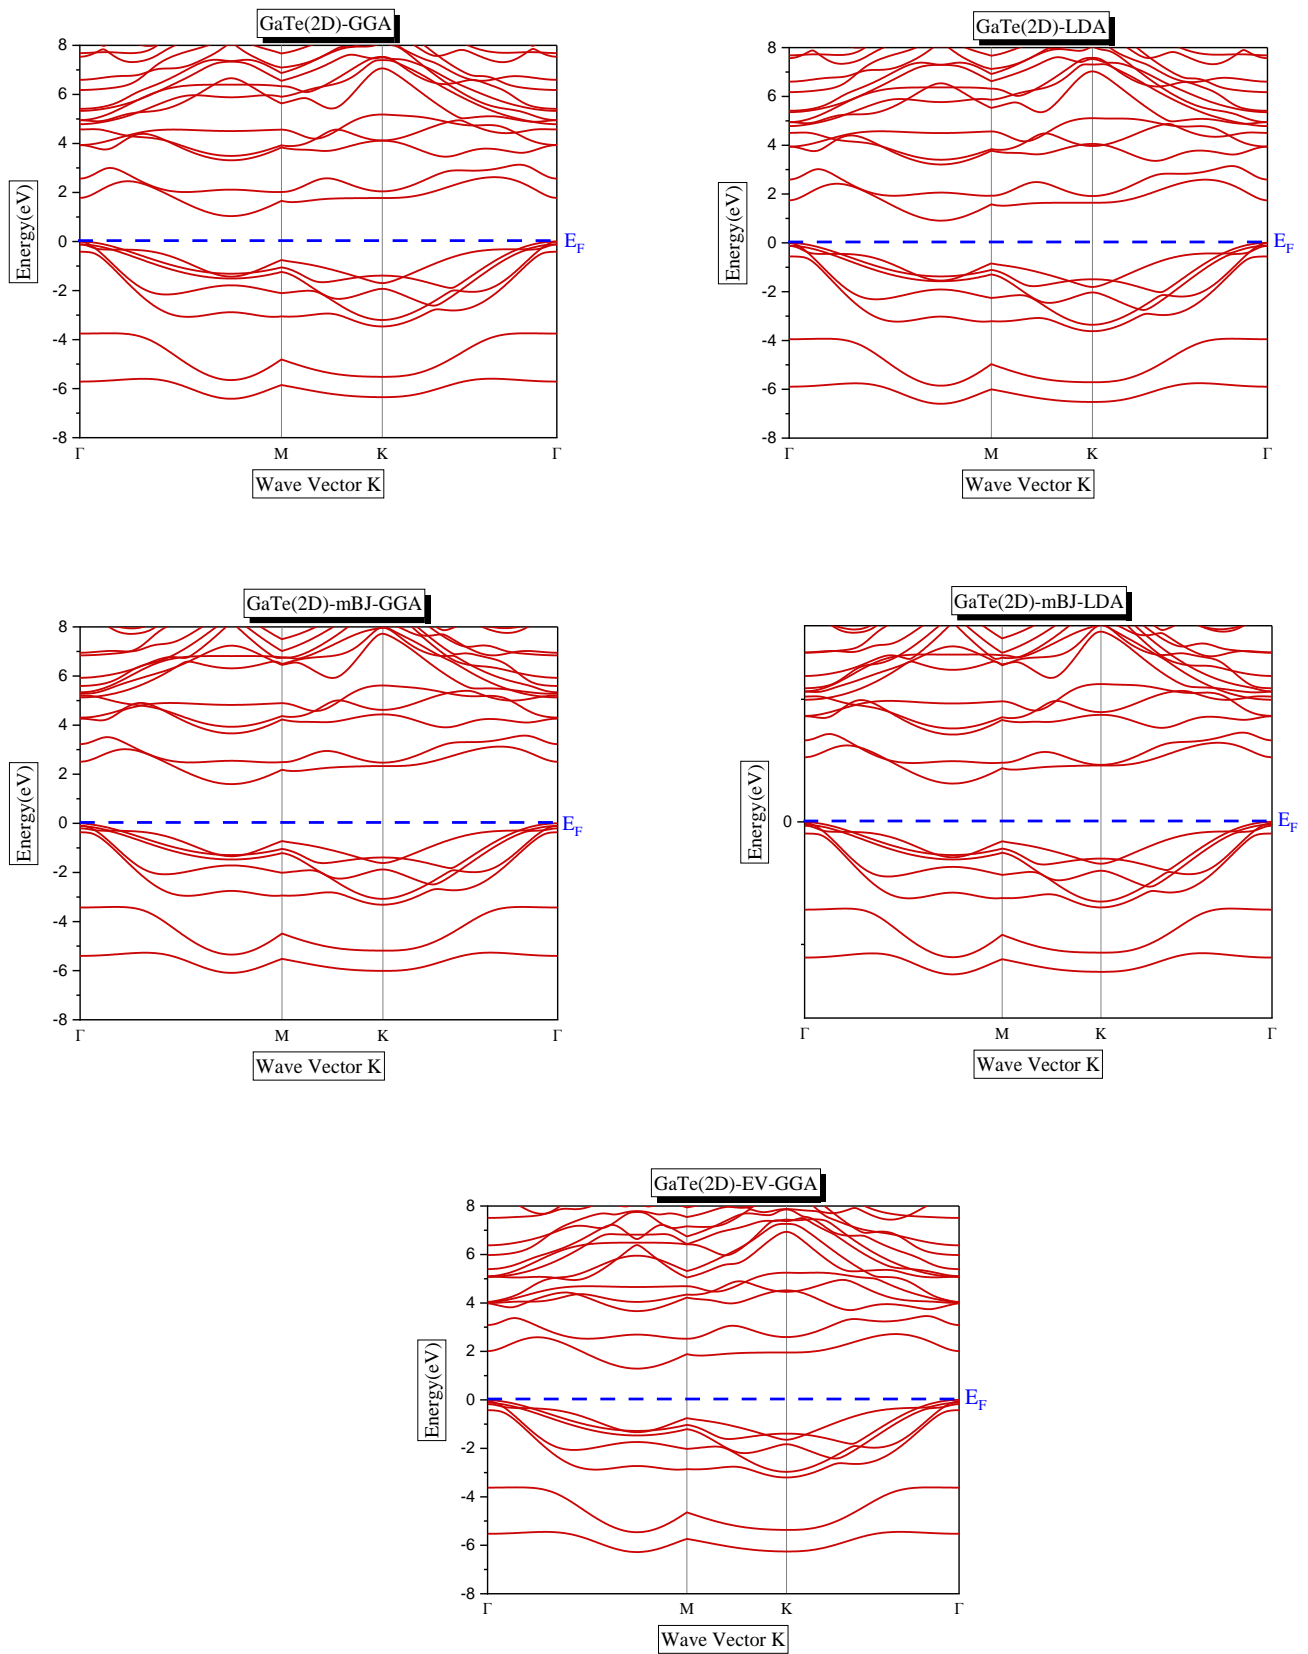 GaTe(2D)-GGA
8
6
4
2
0
-2
-4
-6
-8
Energy(eV)
E_F
Γ M K Γ
Wave Vector K
GaTe(2D)-LDA
8
6
4
2
0
-2
-4
-6
-8
Energy(eV)
E_F
Γ M K Γ
Wave Vector K
GaTe(2D)-mBJ-GGA
8
6
4
2
0
-2
-4
-6
-8
Energy(eV)
E_F
Γ M K Γ
Wave Vector K
GaTe(2D)-mBJ-LDA
0
Energy(eV)
E_F
Γ M K Γ
Wave Vector K
GaTe(2D)-EV-GGA
8
6
4
2
0
-2
-4
-6
-8
Energy(eV)
E_F
Γ M K Γ
Wave Vector K